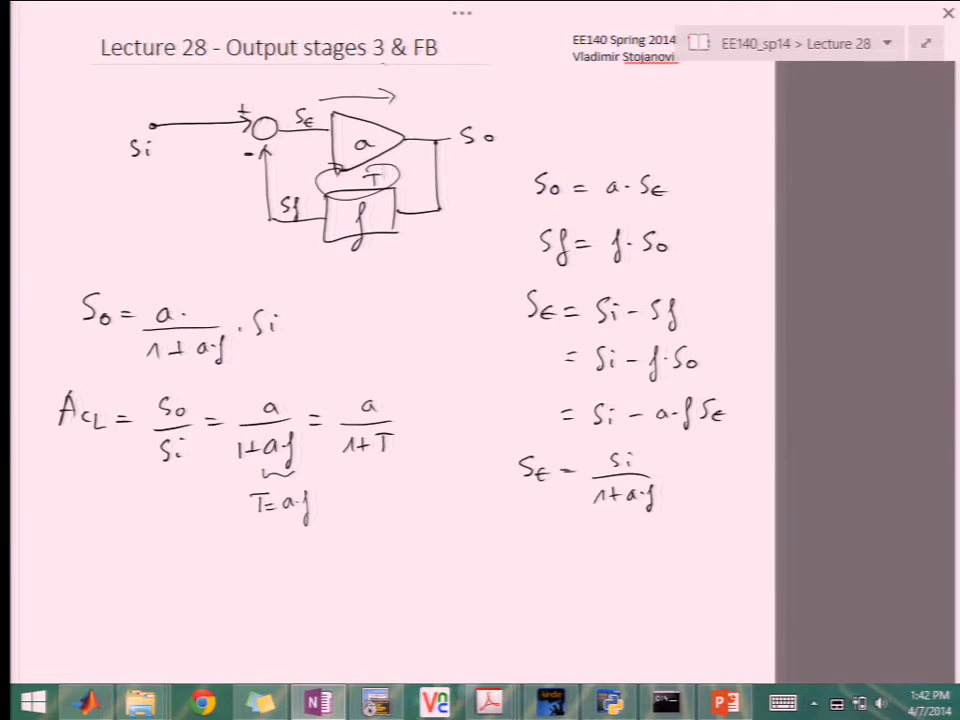 Lecture 28 - Output stages 3 & FB
EE140 Spring 2014
Vladimir Stojanovi
EE140_sp14 > Lecture 28
Si
+
-
Sϵ
a
So
T
Sf
f
So = a · Sϵ
Sf = f · So
Sϵ = Si - Sf
= Si - f · So
= Si - a·f Sϵ
Sϵ = Si / 1+a·f
So = a· / 1+a·f · Si
ACL = So / Si = a / 1+a·f = a / 1+T
T = a·f
kindle
1:42 PM
4/7/2014